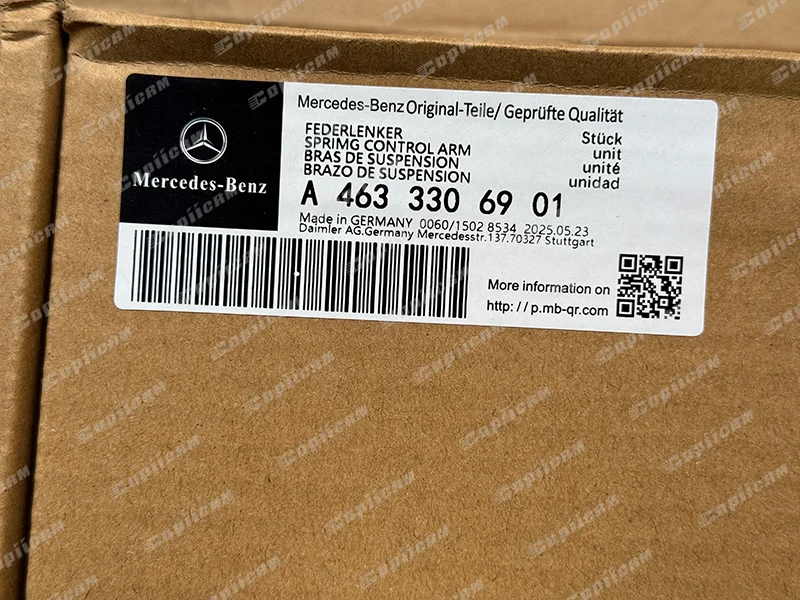 Mercedes-Benz
Mercedes-Benz Original-Teile/ Geprüfte Qualität
FEDERLENKER
SPRIMG CONTROL ARM
BRAS DE SUSPENSION
BRAZO DE SUSPENSION
Stück
unit
unité
unidad
A 463 330 69 01
Made in GERMANY 0060/1502 8534 2025.05.23
Daimler AG.Germany Mercedesstr.137.70327 Stuttgart
More information on
http://p.mb-qr.com
CopiiCam